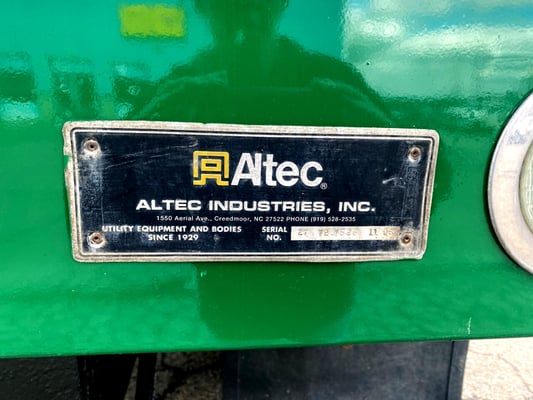 Altec®
ALTEC INDUSTRIES, INC.
1550 Aerial Ave., Creedmoor, NC 27522 PHONE (919) 528-2535
UTILITY EQUIPMENT AND BODIES SERIAL
SINCE 1929 NO.